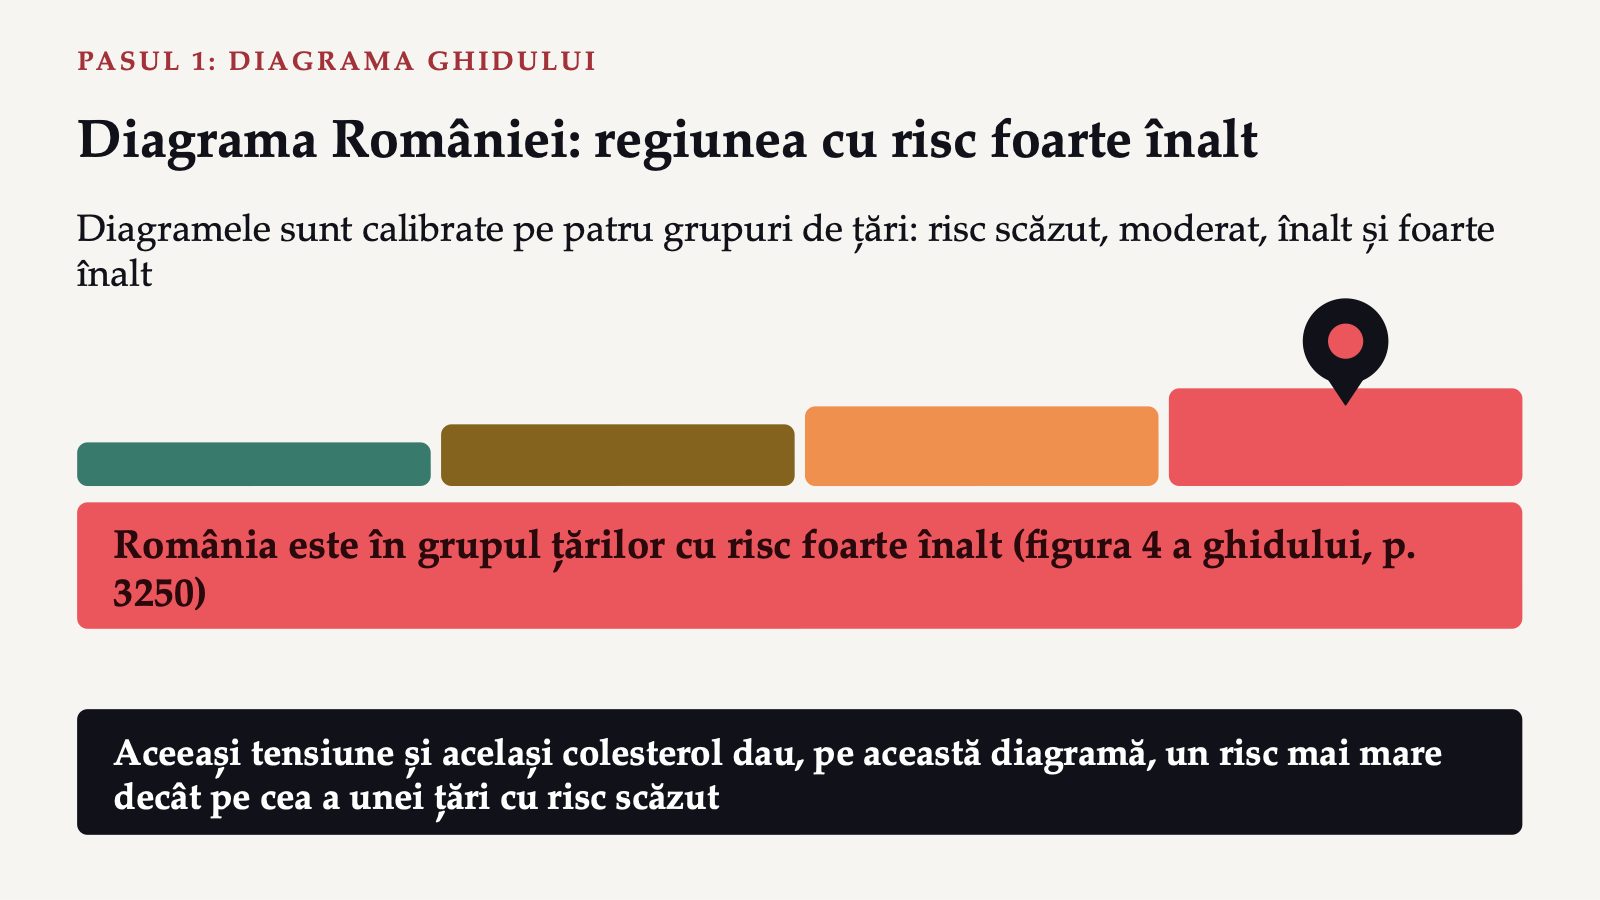 PASUL 1: DIAGRAMA GHIDULUI
Diagrama României: regiunea cu risc foarte înalt
Diagramele sunt calibrate pe patru grupuri de țări: risc scăzut, moderat, înalt și foarte
înalt
România este în grupul țărilor cu risc foarte înalt (figura 4 a ghidului, p.
3250)
Aceeași tensiune și același colesterol dau, pe această diagramă, un risc mai mare
decât pe cea a unei țări cu risc scăzut